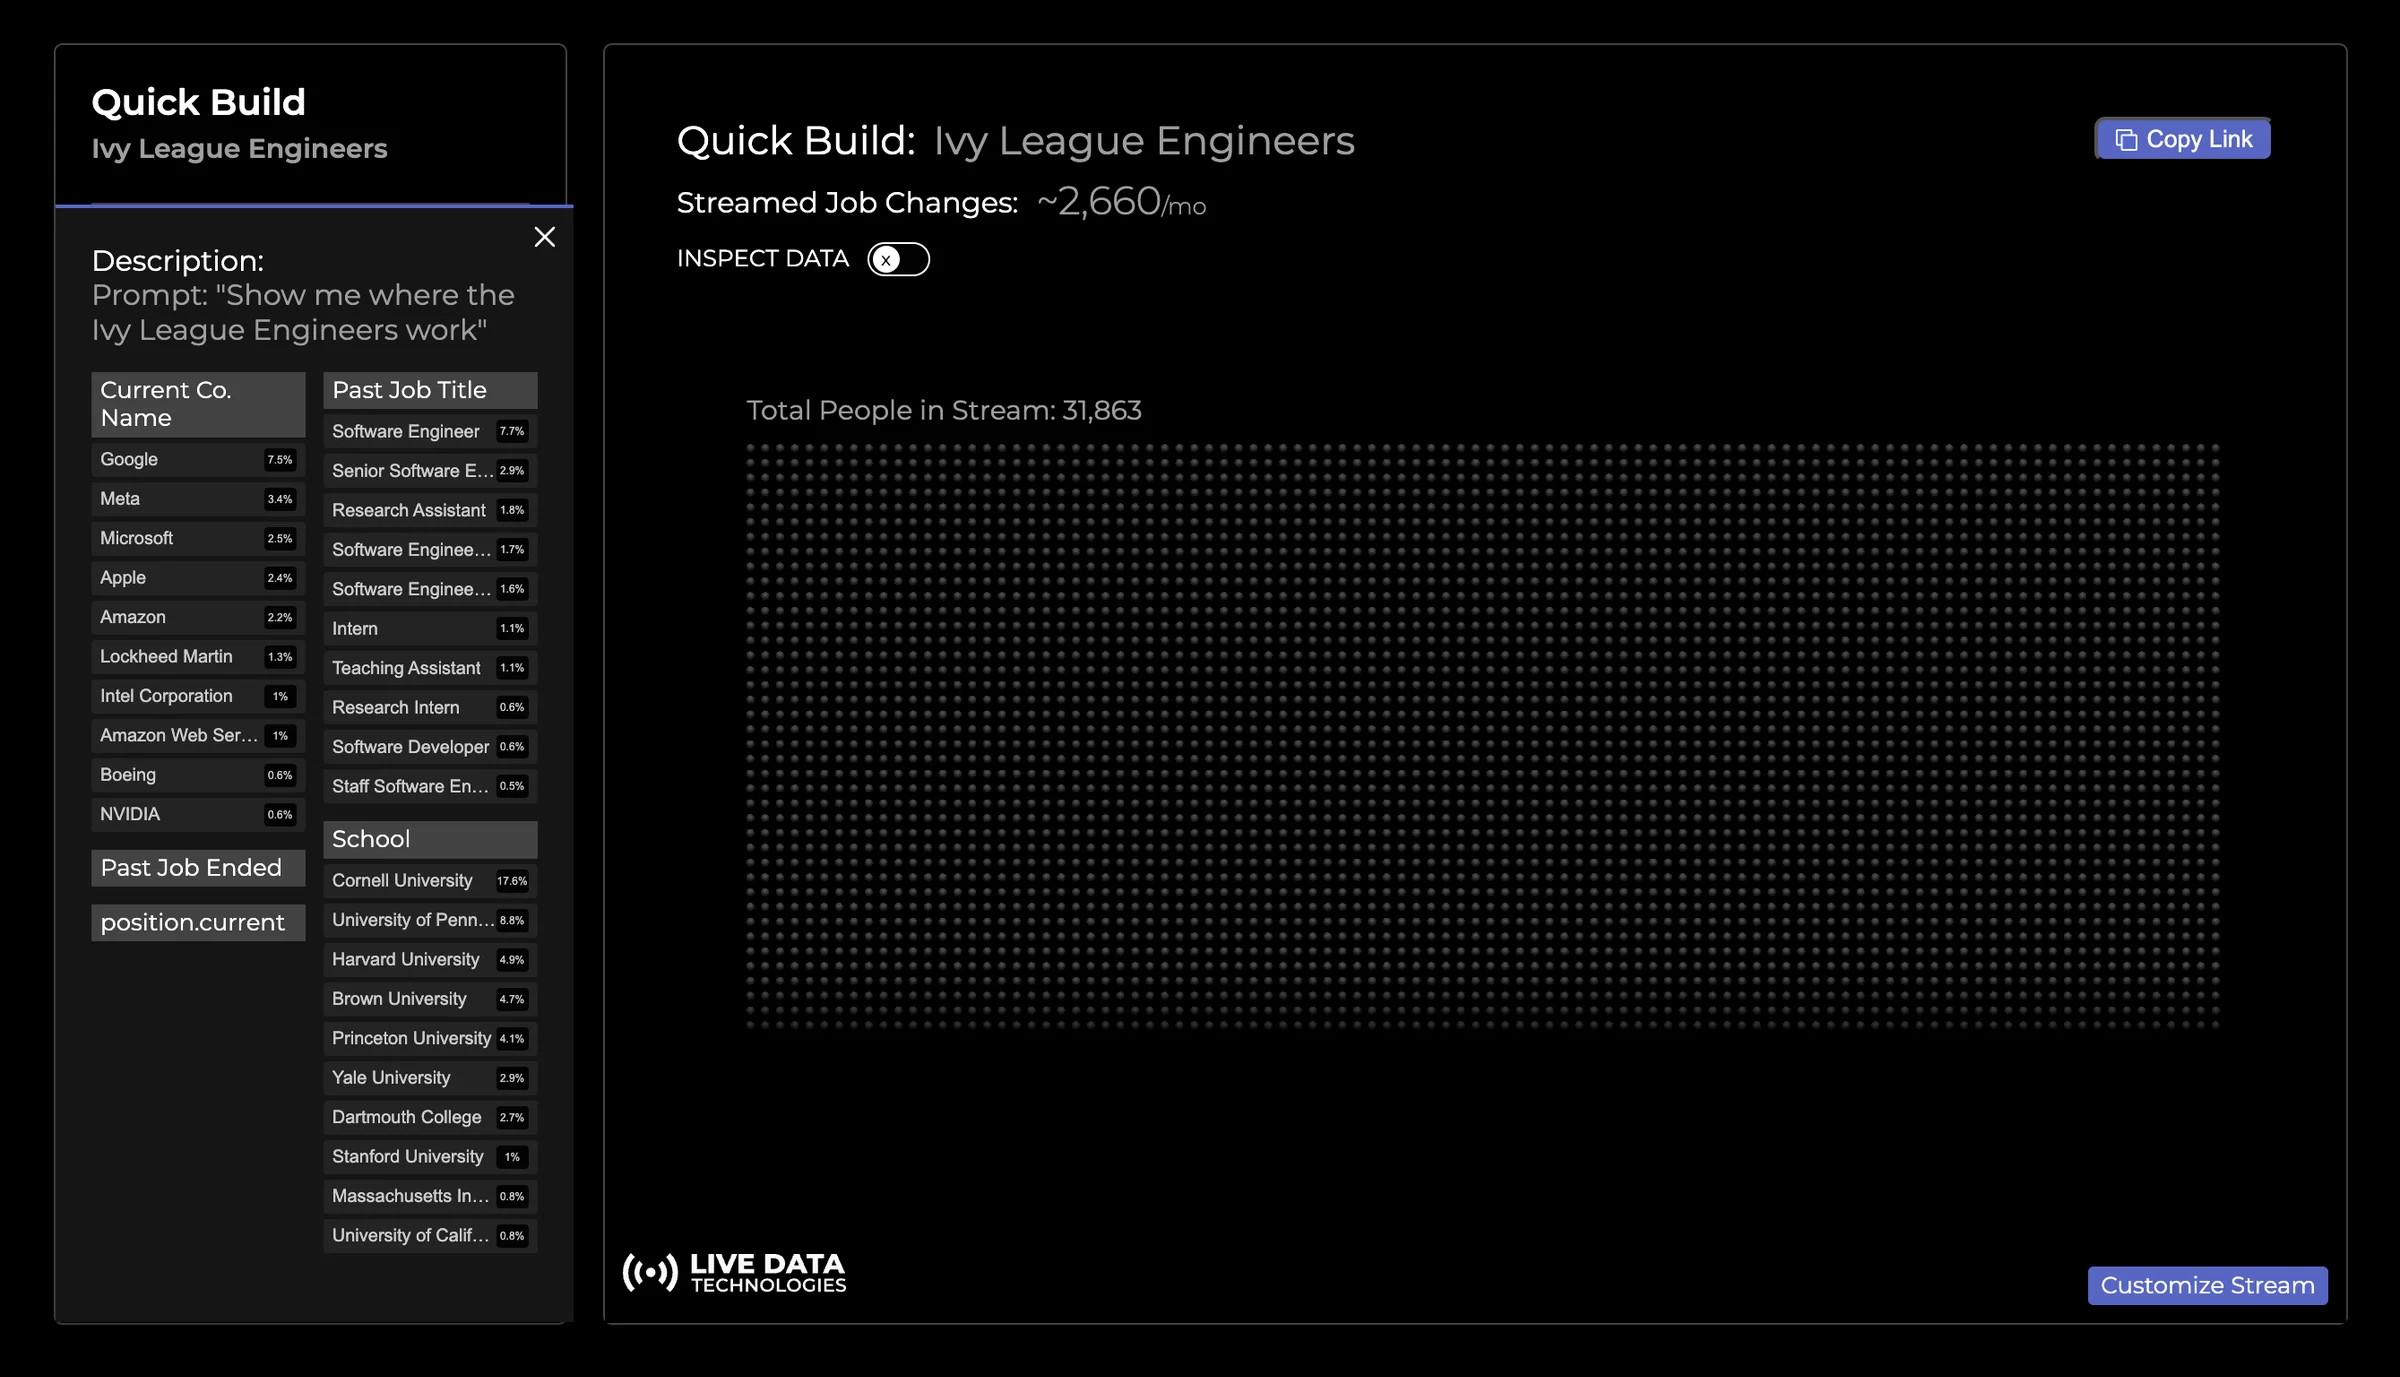 Quick Build
Ivy League Engineers
Description:
Prompt: "Show me where the
Ivy League Engineers work"
Current Co.
Name
Google 7.5%
Meta 3.4%
Microsoft 2.5%
Apple 2.4%
Amazon 2.2%
Lockheed Martin 1.3%
Intel Corporation 1%
Amazon Web Ser... 1%
Boeing 0.6%
NVIDIA 0.6%
Past Job Ended
position.current
Past Job Title
Software Engineer 7.7%
Senior Software E... 2.9%
Research Assistant 1.8%
Software Enginee... 1.7%
Software Enginee... 1.6%
Intern 1.1%
Teaching Assistant 1.1%
Research Intern 0.6%
Software Developer 0.6%
Staff Software En... 0.5%
School
Cornell University 17.6%
University of Penn... 8.8%
Harvard University 4.9%
Brown University 4.7%
Princeton University 4.1%
Yale University 2.9%
Dartmouth College 2.7%
Stanford University 1%
Massachusetts In... 0.8%
University of Calif... 0.8%
Quick Build: Ivy League Engineers
Copy Link
Streamed Job Changes: ~2,660/mo
INSPECT DATA x
Total People in Stream: 31,863
LIVE DATA
TECHNOLOGIES
Customize Stream